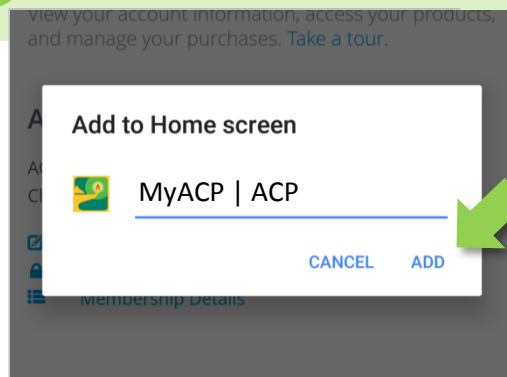 View your account information, access your products,
and manage your purchases. Take a tour.
Add to Home screen
MyACP | ACP
CANCEL ADD
Membership Details